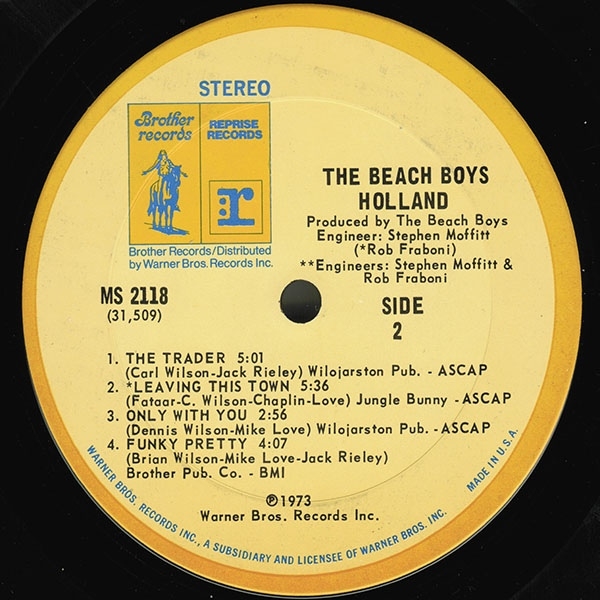 STEREO
Brother
records
REPRISE
RECORDS
r
Brother Records/Distributed
by Warner Bros. Records Inc.
THE BEACH BOYS
HOLLAND
Produced by The Beach Boys
Engineer: Stephen Moffitt
(*Rob Fraboni)
**Engineers: Stephen Moffitt &
Rob Fraboni
MS 2118
(31,509)
SIDE
2
1. THE TRADER 5:01
(Carl Wilson-Jack Rieley) Wilojarston Pub. - ASCAP
2. *LEAVING THIS TOWN 5:36
(Fataar-C. Wilson-Chaplin-Love) Jungle Bunny - ASCAP
3. ONLY WITH YOU 2:56
(Dennis Wilson-Mike Love) Wilojarston Pub. - ASCAP
4. FUNKY PRETTY 4:07
(Brian Wilson-Mike Love-Jack Rieley)
Brother Pub. Co. - BMI
℗1973
Warner Bros. Records Inc.
WARNER BROS. RECORDS INC., A SUBSIDIARY AND LICENSEE OF WARNER BROS. INC.
MADE IN U.S.A.